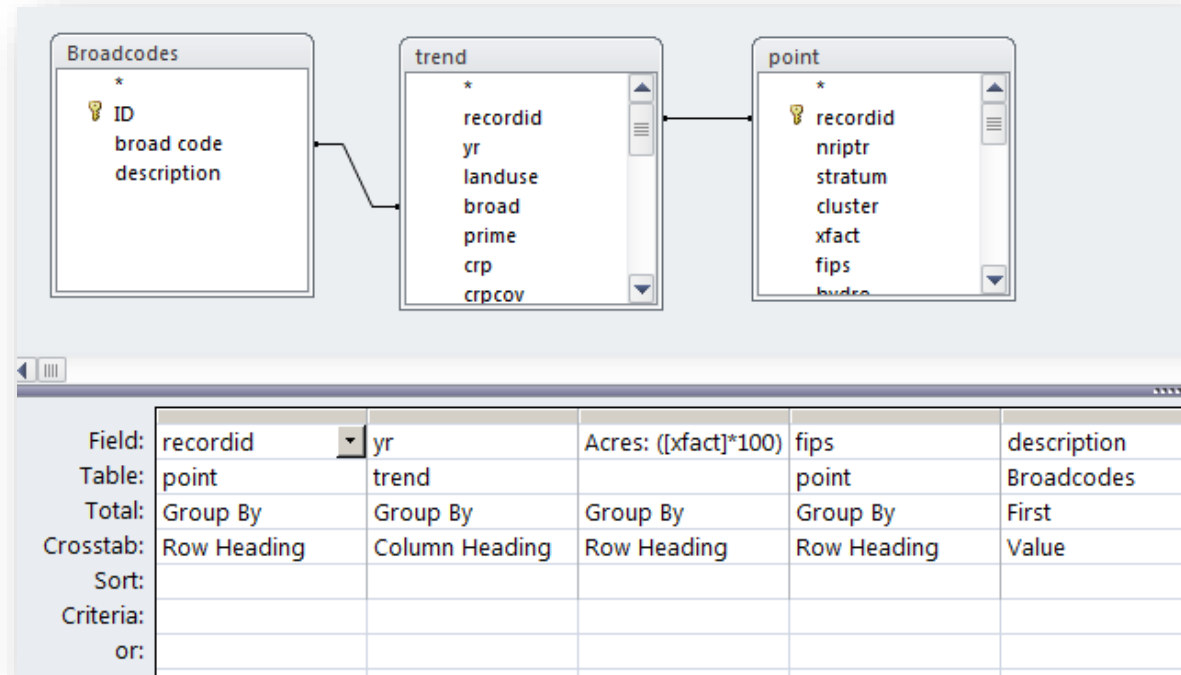 Broadcodes
*
ID
broad code
description
trend
*
recordid
yr
landuse
broad
prime
crp
crpcov
point
*
recordid
nriptr
stratum
cluster
xfact
fips
hydro
Field: recordid yr Acres: ([xfact]*100) fips description
Table: point trend point Broadcodes
Total: Group By Group By Group By Group By First
Crosstab: Row Heading Column Heading Row Heading Row Heading Value
Sort:
Criteria:
or: